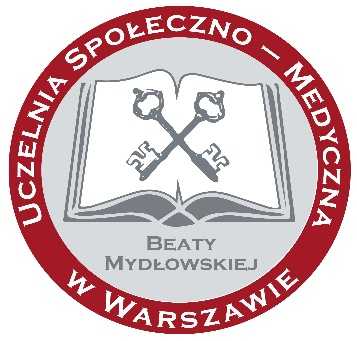 UCZELNIA SPOŁECZNO – MEDYCZNA
BEATY
MYDŁOWSKIEJ
W WARSZAWIE